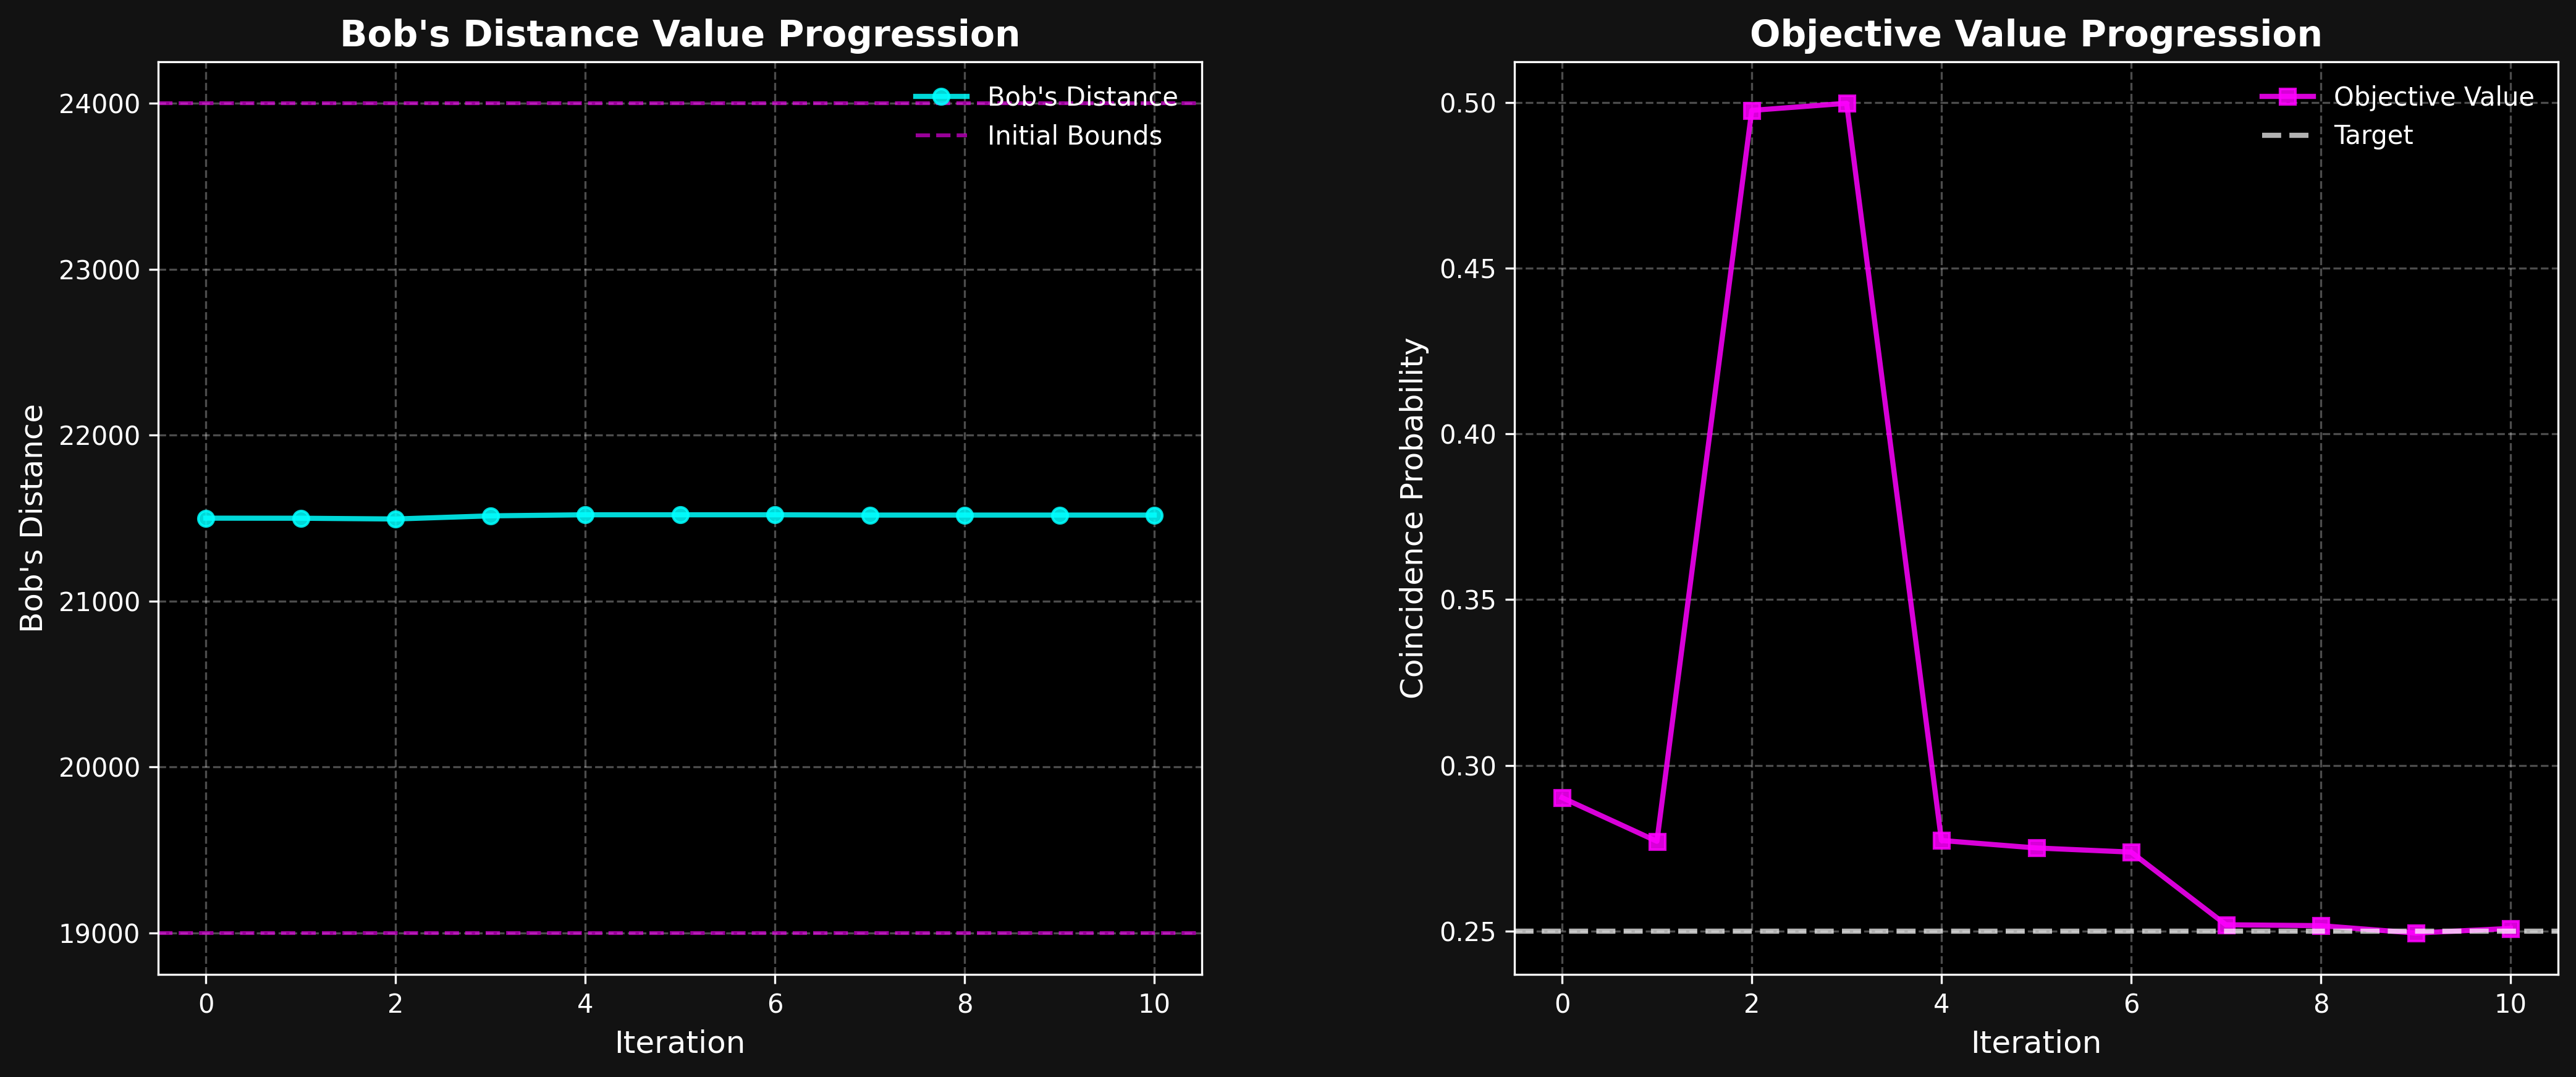 Bob's Distance Value Progression
24000
23000
22000
21000
20000
19000
Bob's Distance
0 2 4 6 8 10
Iteration
Bob's Distance
Initial Bounds
Objective Value Progression
0.50
0.45
0.40
0.35
0.30
0.25
Coincidence Probability
0 2 4 6 8 10
Iteration
Objective Value
Target